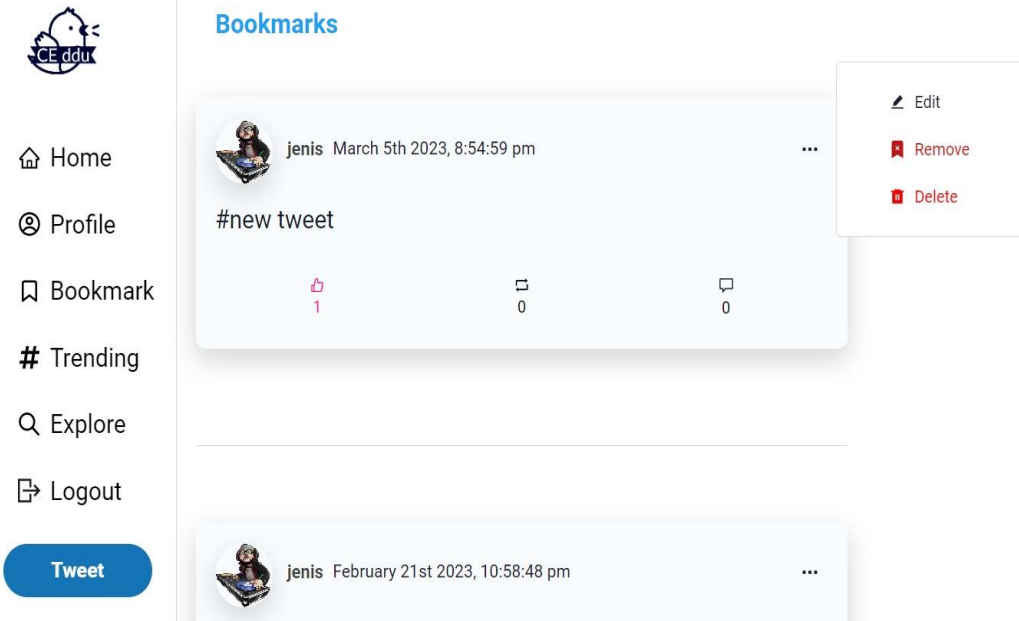 CE ddu
Home
Profile
Bookmark
# Trending
Explore
Logout
Tweet
Bookmarks
jenis March 5th 2023, 8:54:59 pm
#new tweet
1 0 0
Edit
Remove
Delete
jenis February 21st 2023, 10:58:48 pm